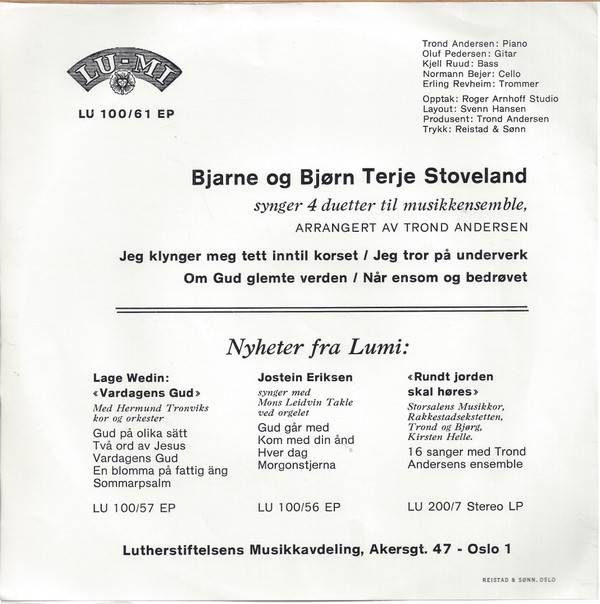 LU-MI
LU 100/61 EP
Trond Andersen: Piano
Oluf Pedersen: Gitar
Kjell Ruud: Bass
Normann Bejer: Cello
Erling Revheim: Trommer
Opptak: Roger Arnhoff Studio
Layout: Svenn Hansen
Produsent: Trond Andersen
Trykk: Reistad & Sønn
Bjarne og Bjørn Terje Stoveland
synger 4 duetter til musikkensemble,
ARRANGERT AV TROND ANDERSEN
Jeg klynger meg tett inntil korset / Jeg tror på underverk
Om Gud glemte verden / Når ensom og bedrøvet
Nyheter fra Lumi:
Lage Wedin:
«Vardagens Gud»
Med Hermund Tronviks
kor og orkester
Gud på olika sätt
Två ord av Jesus
Vardagens Gud
En blomma på fattig äng
Sommarpsalm
LU 100/57 EP
Jostein Eriksen
synger med
Mons Leidvin Takle
ved orgelet
Gud går med
Kom med din ånd
Hver dag
Morgonstjerna
LU 100/56 EP
«Rundt jorden
skal høres»
Storsalens Musikkor,
Rakkestadsekstetten,
Trond og Bjørg,
Kirsten Helle.
16 sanger med Trond
Andersens ensemble
LU 200/7 Stereo LP
Lutherstiftelsens Musikkavdeling, Akersgt. 47 - Oslo 1
REISTAD & SØNN, OSLO